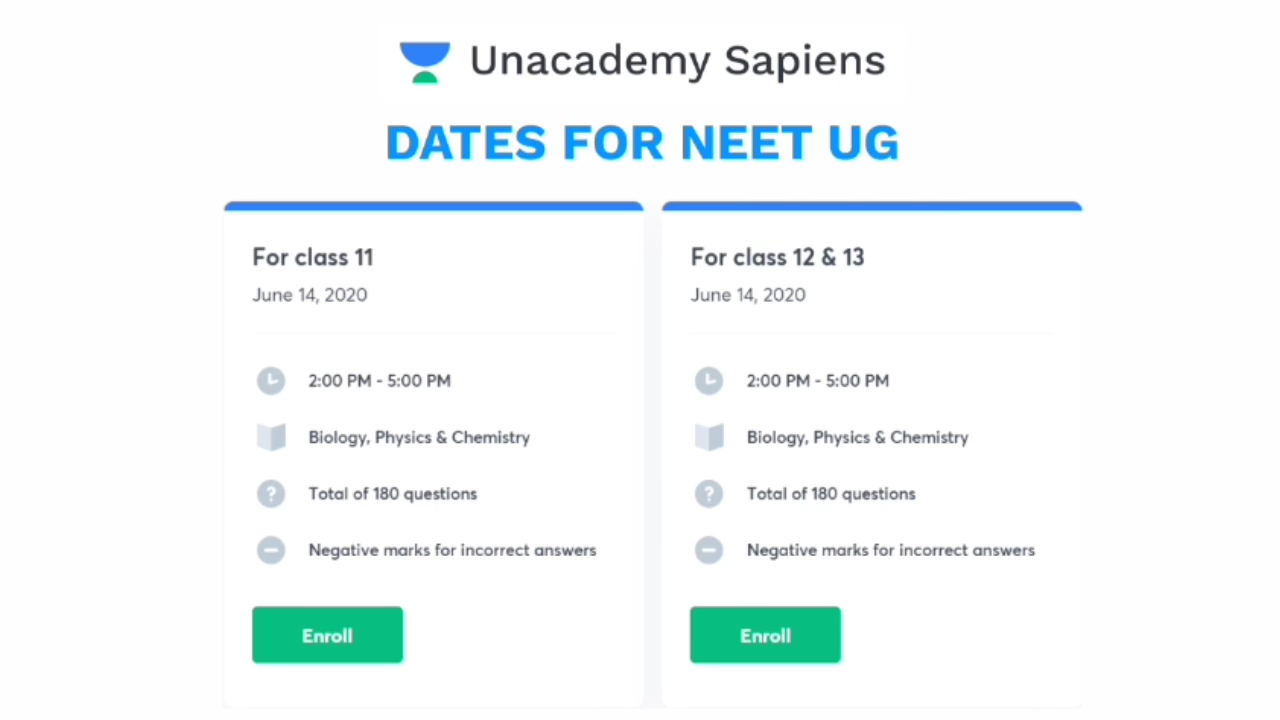 Unacademy Sapiens
DATES FOR NEET UG
For class 11
June 14, 2020
2:00 PM - 5:00 PM
Biology, Physics & Chemistry
Total of 180 questions
Negative marks for incorrect answers
Enroll
For class 12 & 13
June 14, 2020
2:00 PM - 5:00 PM
Biology, Physics & Chemistry
Total of 180 questions
Negative marks for incorrect answers
Enroll